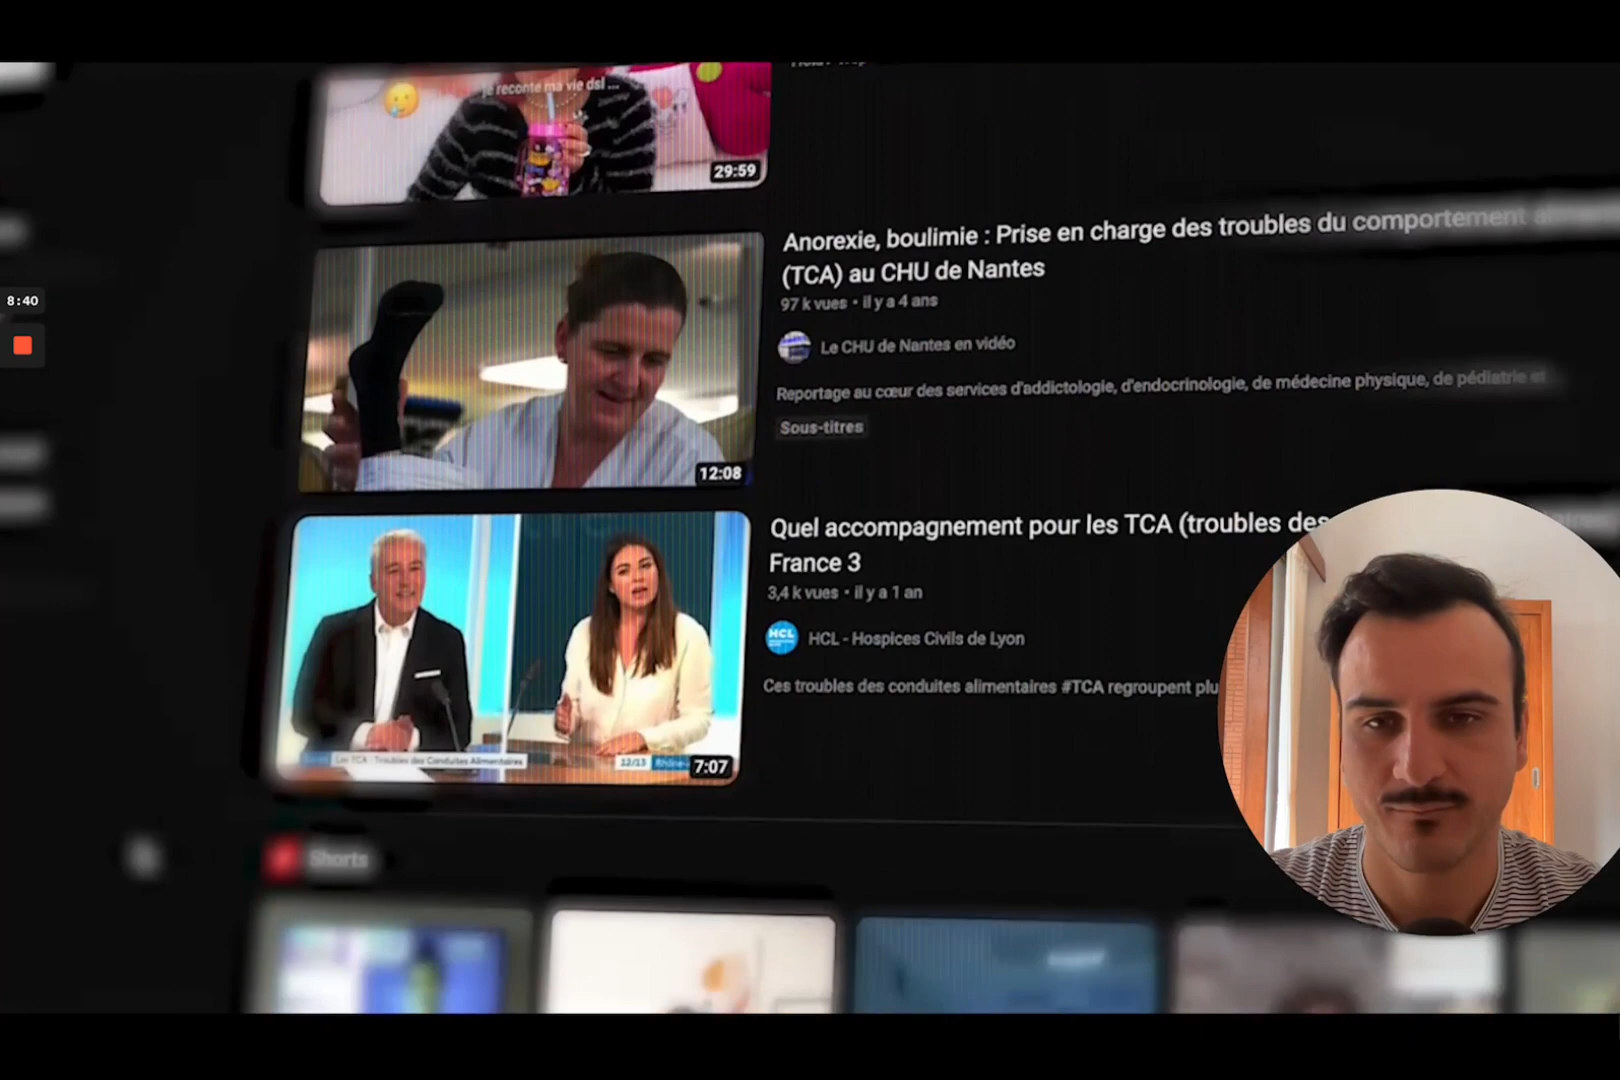 je reconte ma vie dsl ...
29:59
Anorexie, boulimie : Prise en charge des troubles du comportement
(TCA) au CHU de Nantes
97 k vues • il y a 4 ans
8:40
Le CHU de Nantes en vidéo
Reportage au cœur des services d'addictologie, d'endocrinologie, de médecine physique, de pédiatrie et ...
Sous-titres
12:08
Quel accompagnement pour les TCA (troubles des
France 3
3,4 k vues • il y a 1 an
HCL
HCL - Hospices Civils de Lyon
Ces troubles des conduites alimentaires #TCA regroupent plu
Les TCA : Troubles des Conduites Alimentaires
12/13
7:07
Shorts